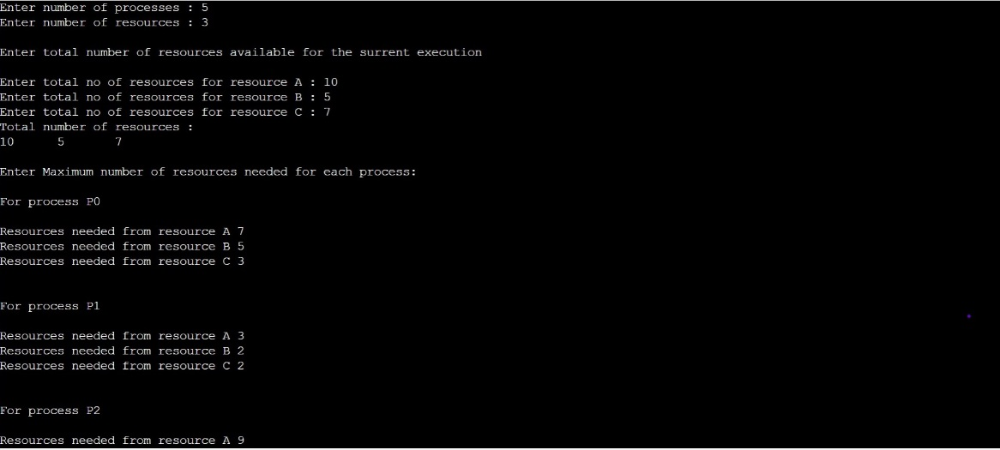 Enter number of processes : 5
Enter number of resources : 3
Enter total number of resources available for the surrent execution
Enter total no of resources for resource A : 10
Enter total no of resources for resource B : 5
Enter total no of resources for resource C : 7
Total number of resources :
10 5 7
Enter Maximum number of resources needed for each process:
For process P0
Resources needed from resource A 7
Resources needed from resource B 5
Resources needed from resource C 3
For process P1
Resources needed from resource A 3
Resources needed from resource B 2
Resources needed from resource C 2
For process P2
Resources needed from resource A 9